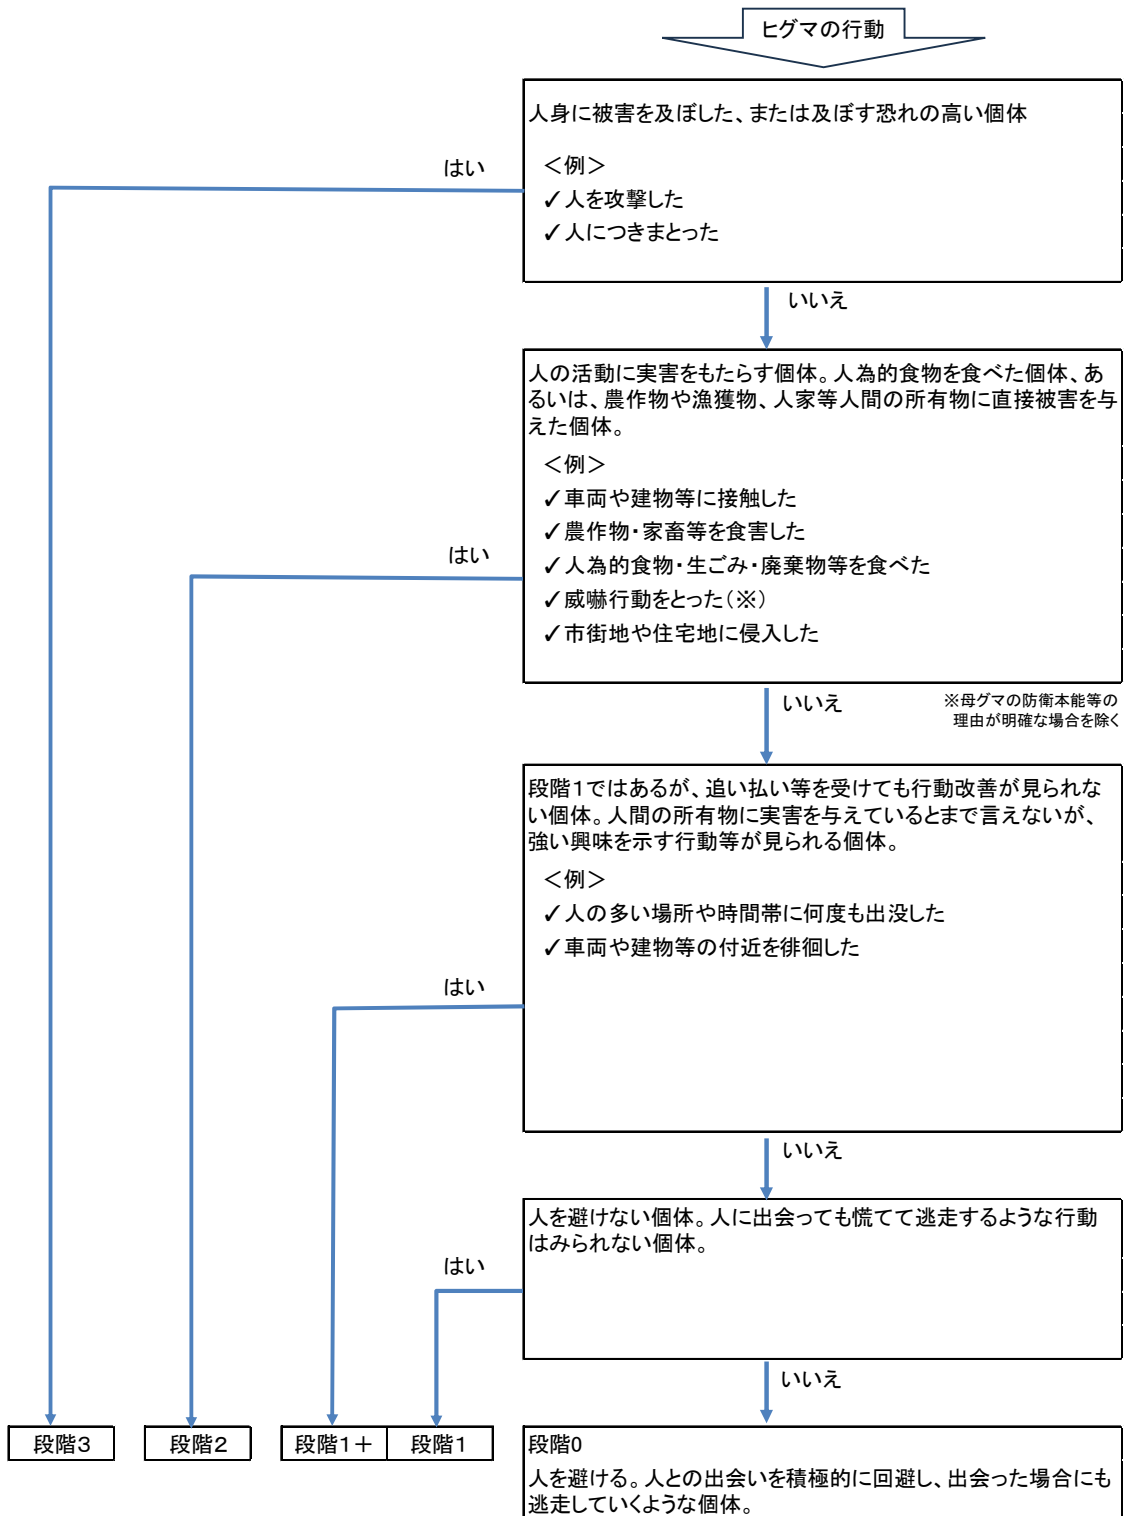 ヒグマの行動
人身に被害を及ぼした、または及ぼす恐れの高い個体
＜例＞
✓人を攻撃した
✓人につきまとった
はい
いいえ
人の活動に実害をもたらす個体。人為的食物を食べた個体、あ
るいは、農作物や漁獲物、人家等人間の所有物に直接被害を与
えた個体。
＜例＞
✓車両や建物等に接触した
✓農作物・家畜等を食害した
✓人為的食物・生ごみ・廃棄物等を食べた
✓威嚇行動をとった（※）
✓市街地や住宅地に侵入した
はい
いいえ
※母グマの防衛本能等の
理由が明確な場合を除く
段階１ではあるが、追い払い等を受けても行動改善が見られな
い個体。人間の所有物に実害を与えているとまで言えないが、
強い興味を示す行動等が見られる個体。
＜例＞
✓人の多い場所や時間帯に何度も出没した
✓車両や建物等の付近を徘徊した
はい
いいえ
人を避けない個体。人に出会っても慌てて逃走するような行動
はみられない個体。
はい
いいえ
段階３
段階２
段階１＋
段階１
段階0
人を避ける。人との出会いを積極的に回避し、出会った場合にも
逃走していくような個体。